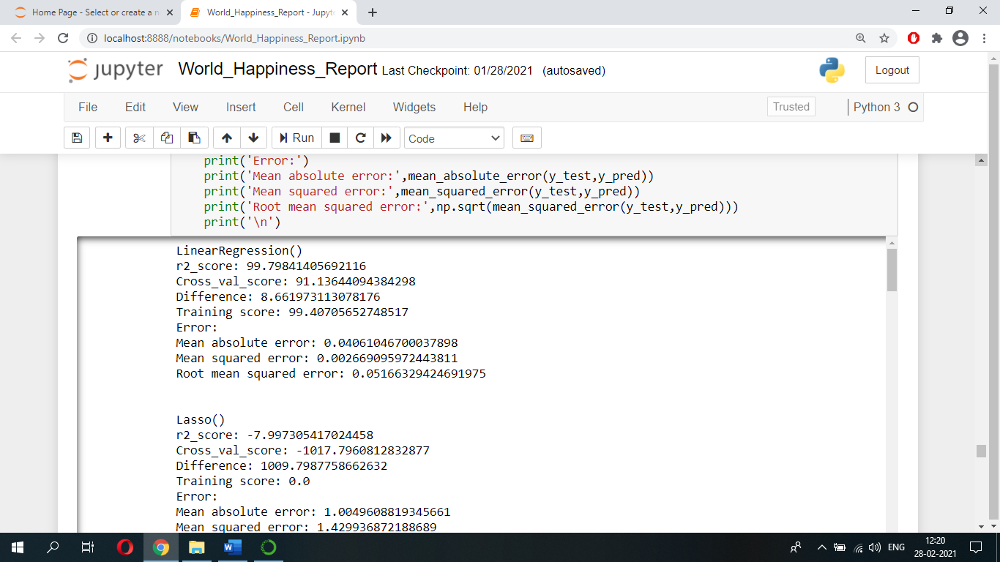 Home Page - Select or create a n
World_Happiness_Report - Jupyte
localhost:8888/notebooks/World_Happiness_Report.ipynb
jupyter World_Happiness_Report Last Checkpoint: 01/28/2021 (autosaved) Logout
File Edit View Insert Cell Kernel Widgets Help Trusted Python 3
Run Code
print('Error:')
print('Mean absolute error:',mean_absolute_error(y_test,y_pred))
print('Mean squared error:',mean_squared_error(y_test,y_pred))
print('Root mean squared error:',np.sqrt(mean_squared_error(y_test,y_pred)))
print('\n')
LinearRegression()
r2_score: 99.79841405692116
Cross_val_score: 91.13644094384298
Difference: 8.661973113078176
Training score: 99.40705652748517
Error:
Mean absolute error: 0.04061046700037898
Mean squared error: 0.002669095972443811
Root mean squared error: 0.05166329424691975
Lasso()
r2_score: -7.997305417024458
Cross_val_score: -1017.7960812832877
Difference: 1009.7987758662632
Training score: 0.0
Error:
Mean absolute error: 1.0049608819345661
Mean squared error: 1.429936872188689
ENG
12:20
28-02-2021